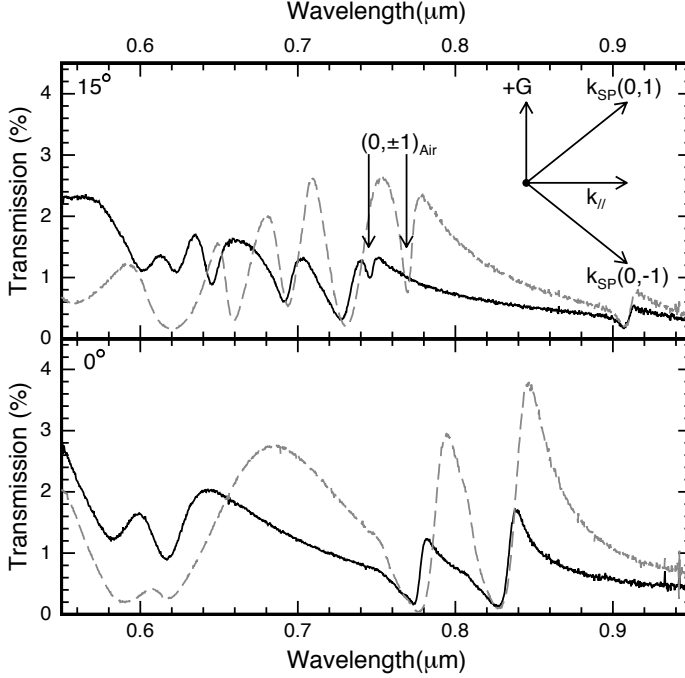 Wavelength(μm)
0.6 0.7 0.8 0.9
15° (0,±1)Air +G kSP(0,1)
k//
kSP(0,-1)
Transmission (%)
4
3
2
1
0
0°
Transmission (%)
4
3
2
1
0
0.6 0.7 0.8 0.9
Wavelength(μm)